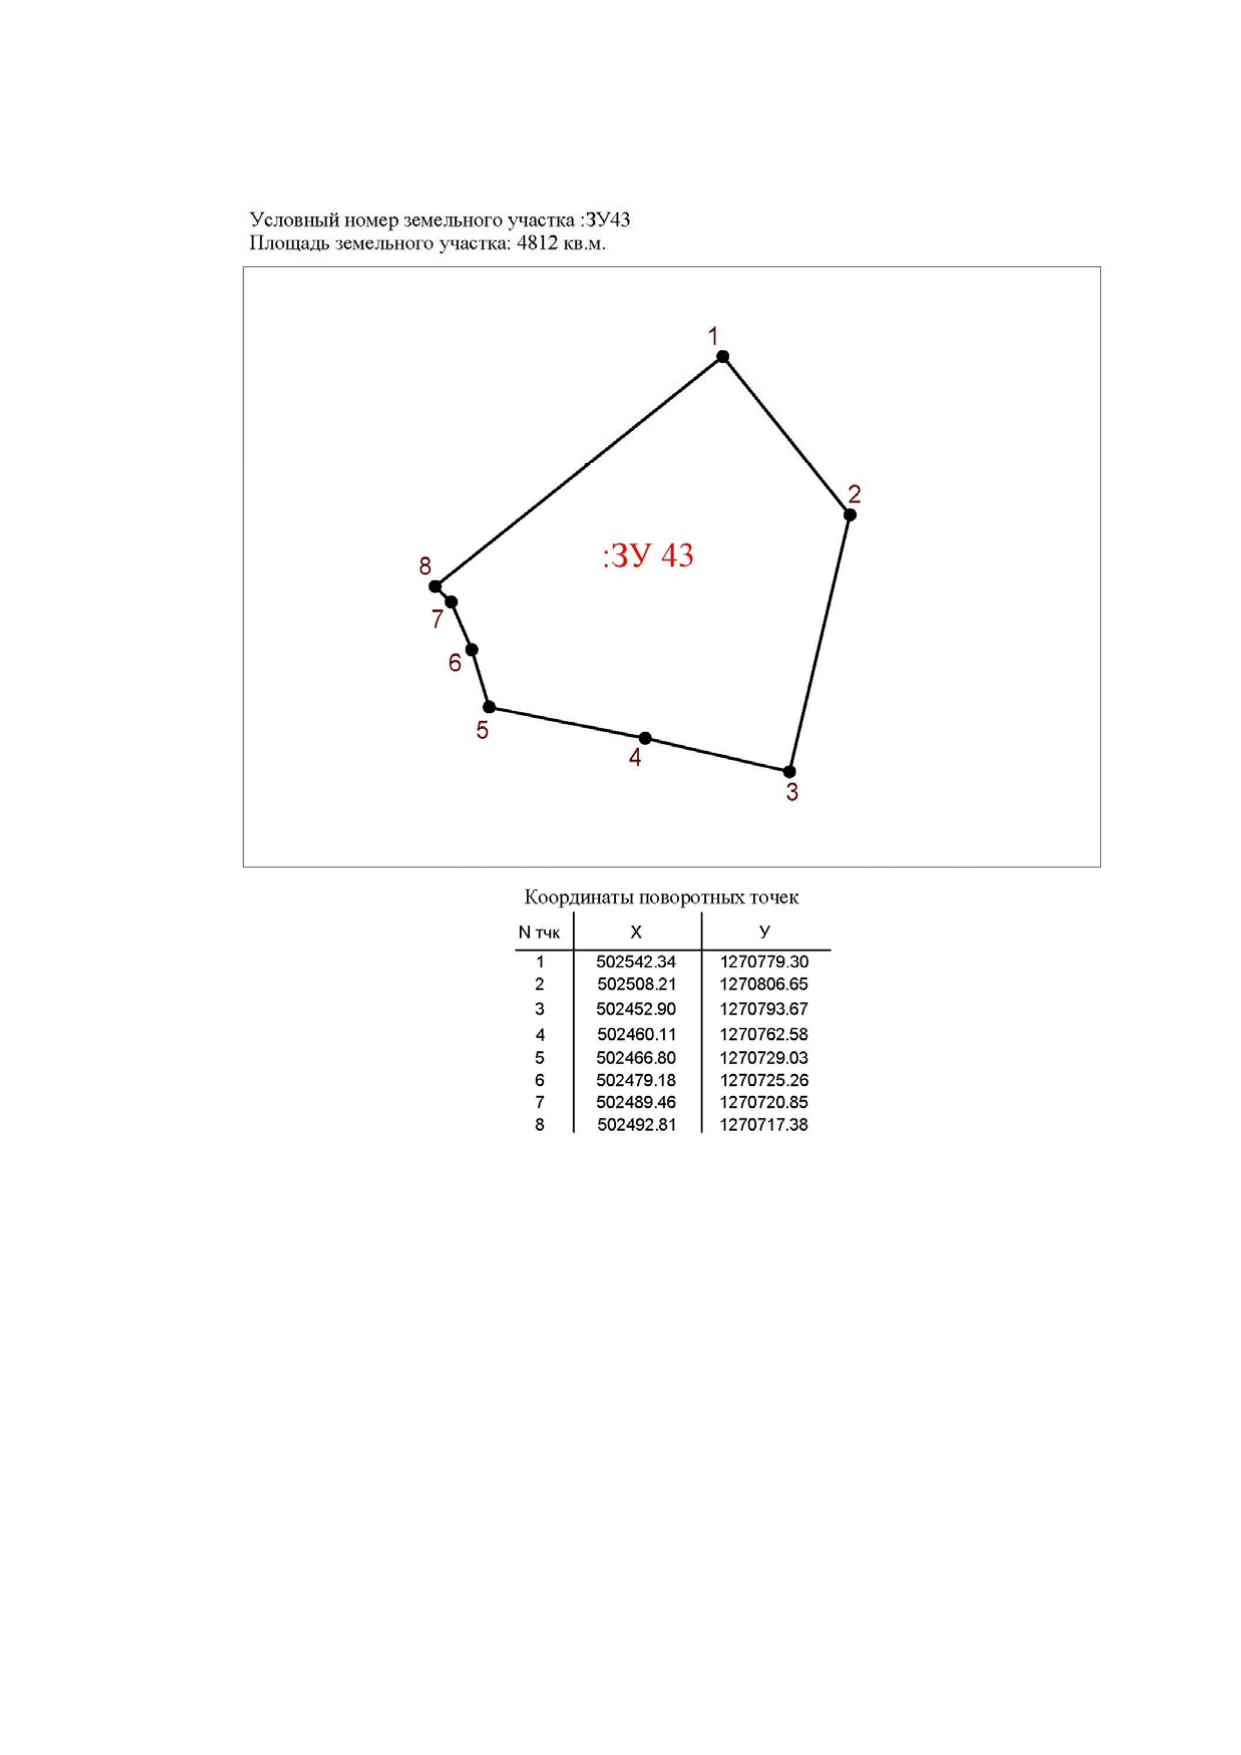 Условный номер земельного участка :ЗУ43
Площадь земельного участка: 4812 кв.м.
1
2
:ЗУ 43
8
7
6
5
4
3
Координаты поворотных точек
N тчк X У
1 502542.34 1270779.30
2 502508.21 1270806.65
3 502452.90 1270793.67
4 502460.11 1270762.58
5 502466.80 1270729.03
6 502479.18 1270725.26
7 502489.46 1270720.85
8 502492.81 1270717.38